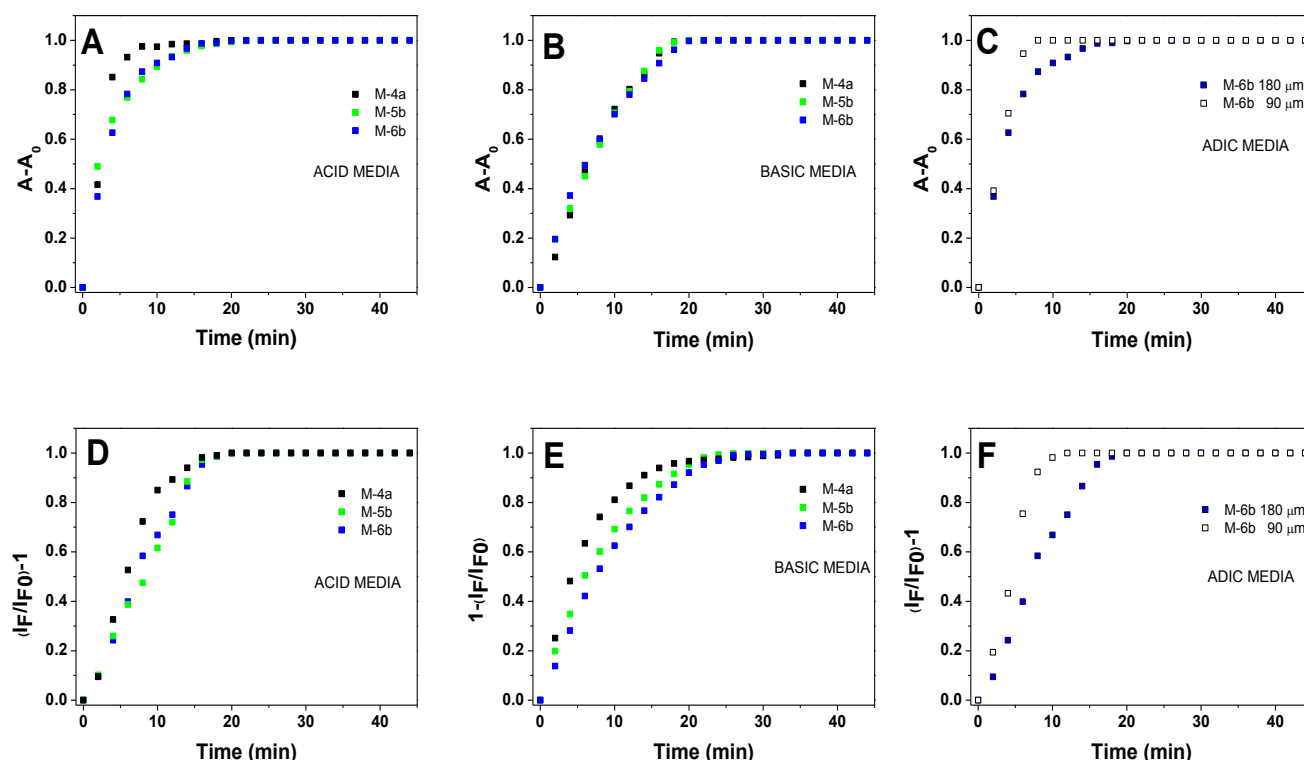 A
1.0
0.8
0.6
0.4
0.2
0.0
A-A0
M-4a
M-5b
M-6b
ACID MEDIA
0 10 20 30 40
Time (min)
B
1.0
0.8
0.6
0.4
0.2
0.0
A-A0
M-4a
M-5b
M-6b
BASIC MEDIA
0 10 20 30 40
Time (min)
C
1.0
0.8
0.6
0.4
0.2
0.0
A-A0
M-6b 180 μm
M-6b 90 μm
ADIC MEDIA
0 10 20 30 40
Time (min)
D
1.0
0.8
0.6
0.4
0.2
0.0
(IF/IF0)-1
M-4a
M-5b
M-6b
ACID MEDIA
0 10 20 30 40
Time (min)
E
1.0
0.8
0.6
0.4
0.2
0.0
1-(IF/IF0)
M-4a
M-5b
M-6b
BASIC MEDIA
0 10 20 30 40
Time (min)
F
1.0
0.8
0.6
0.4
0.2
0.0
(IF/IF0)-1
M-6b 180 μm
M-6b 90 μm
ADIC MEDIA
0 10 20 30 40
Time (min)